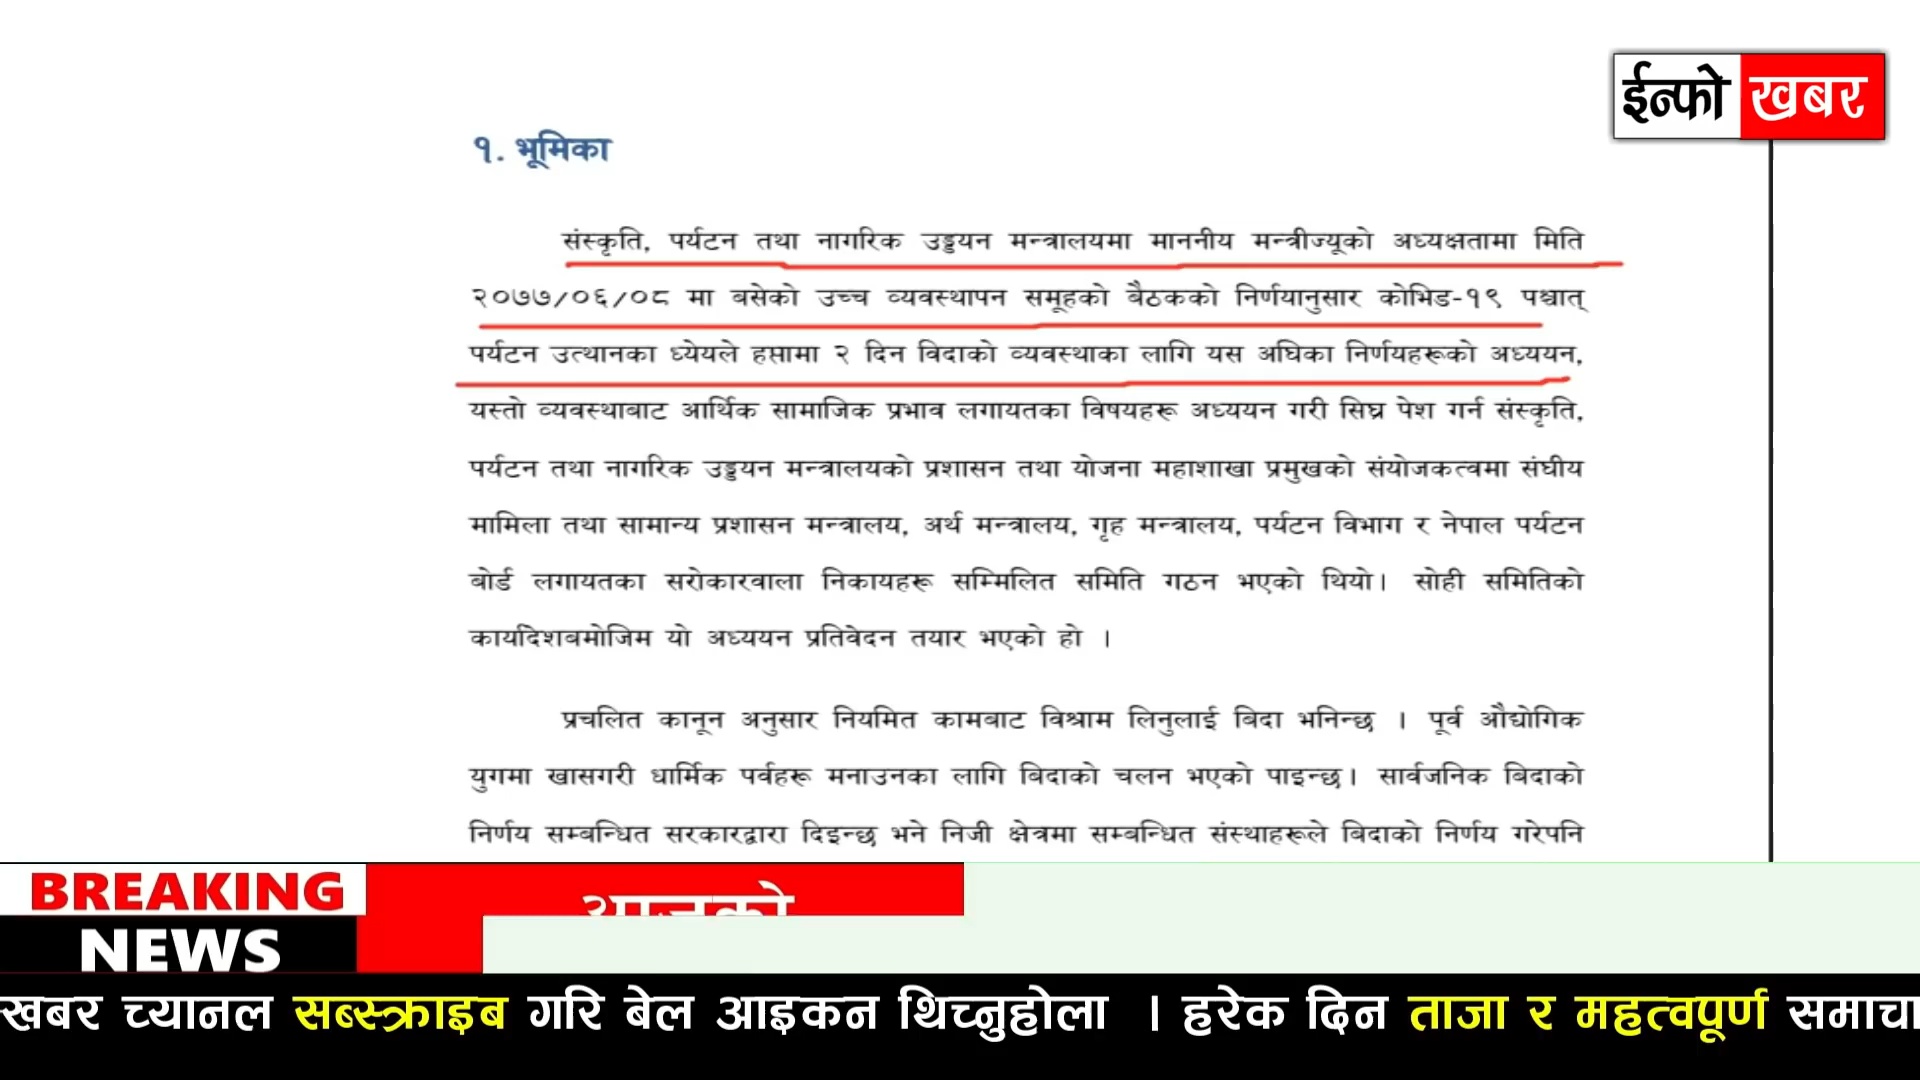 ईन्फो खबर
१. भूमिका
संस्कृति, पर्यटन तथा नागरिक उड्डयन मन्त्रालयमा माननीय मन्त्रीज्यूको अध्यक्षतामा मिति
२०७७/०६/०८ मा बसेको उच्च व्यवस्थापन समूहको बैठकको निर्णयानुसार कोभिड-१९ पश्चात्
पर्यटन उत्थानका ध्येयले हप्तामा २ दिन विदाको व्यवस्थाका लागि यस अघिका निर्णयहरूको अध्ययन,
यस्तो व्यवस्थाबाट आर्थिक सामाजिक प्रभाव लगायतका विषयहरू अध्ययन गरी सिघ्र पेश गर्न संस्कृति,
पर्यटन तथा नागरिक उड्डयन मन्त्रालयको प्रशासन तथा योजना महाशाखा प्रमुखको संयोजकत्वमा संघीय
मामिला तथा सामान्य प्रशासन मन्त्रालय, अर्थ मन्त्रालय, गृह मन्त्रालय, पर्यटन विभाग र नेपाल पर्यटन
बोर्ड लगायतका सरोकारवाला निकायहरू सम्मिलित समिति गठन भएको थियो। सोही समितिको
कार्यादेशबमोजिम यो अध्ययन प्रतिवेदन तयार भएको हो ।
प्रचलित कानून अनुसार नियमित कामबाट विश्राम लिनुलाई बिदा भनिन्छ । पूर्व औद्योगिक
युगमा खासगरी धार्मिक पर्वहरू मनाउनका लागि बिदाको चलन भएको पाइन्छ। सार्वजनिक बिदाको
निर्णय सम्बन्धित सरकारद्वारा दिइन्छ भने निजी क्षेत्रमा सम्बन्धित संस्थाहरूले बिदाको निर्णय गरेपनि
BREAKING
NEWS
आजको
खबर च्यानल सब्स्क्राइब गरि बेल आइकन थिच्नुहोला । हरेक दिन ताजा र महत्वपूर्ण समाचा